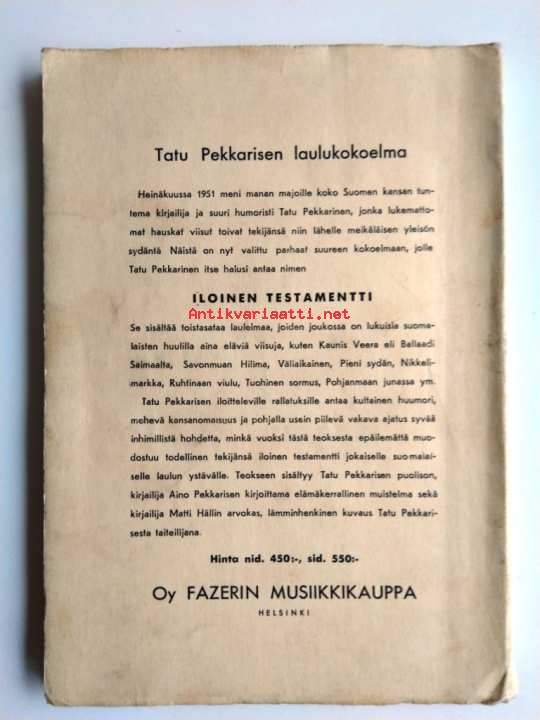 Tatu Pekkarisen laulukokoelma
Heinäkuussa 1951 meni manan majoille koko Suomen kansan tun-
tema kirjailija ja suuri humoristi Tatu Pekkarinen, jonka lukematto-
mat hauskat viisut toivat tekijänsä niin lähelle meikäläisen yleisön
sydäntä Näistä on nyt valittu parhaat suureen kokoelmaan, jolle
Tatu Pekkarinen itse halusi antaa nimen
ILOINEN TESTAMENTTI
Antikvariaatti.net
Se sisältää toistasataa lauleImaa, joiden joukossa on lukuisia suoma-
laisten huulilla aina eläviä viisuja, kuten Kaunis Veera eli Ballaadi
Saimaalta, Savonmuan Hilima, Väliaikainen, Pieni sydän, Nikkeli-
markka, Ruhtinaan viulu, Tuohinen sormus, Pohjanmaan junassa ym.
Tatu Pekkarisen iloitteleville rallatuksille antaa kultainen huumori,
mehevä kansanomaisuus ja pohjalla usein piilevä vakava ajatus syvää
inhimillistä hohdetta, minkä vuoksi tästä teoksesta epäilemättä muo-
dostuu todellinen tekijänsä iloinen testamentti jokaiselle suomalai-
selle laulun ystävälle. Teokseen sisältyy Tatu Pekkarisen puolison,
kirjailija Aino Pekkarisen kirjoittama elämäkerrallinen muistelma sekä
kirjailija Matti Hällin arvokas, lämminhenkinen kuvaus Tatu Pekkari-
sesta taiteilijana.
Hinta nid. 450:-, sid. 550:-
Oy FAZERIN MUSIIKKIKAUPPA
HELSINKI